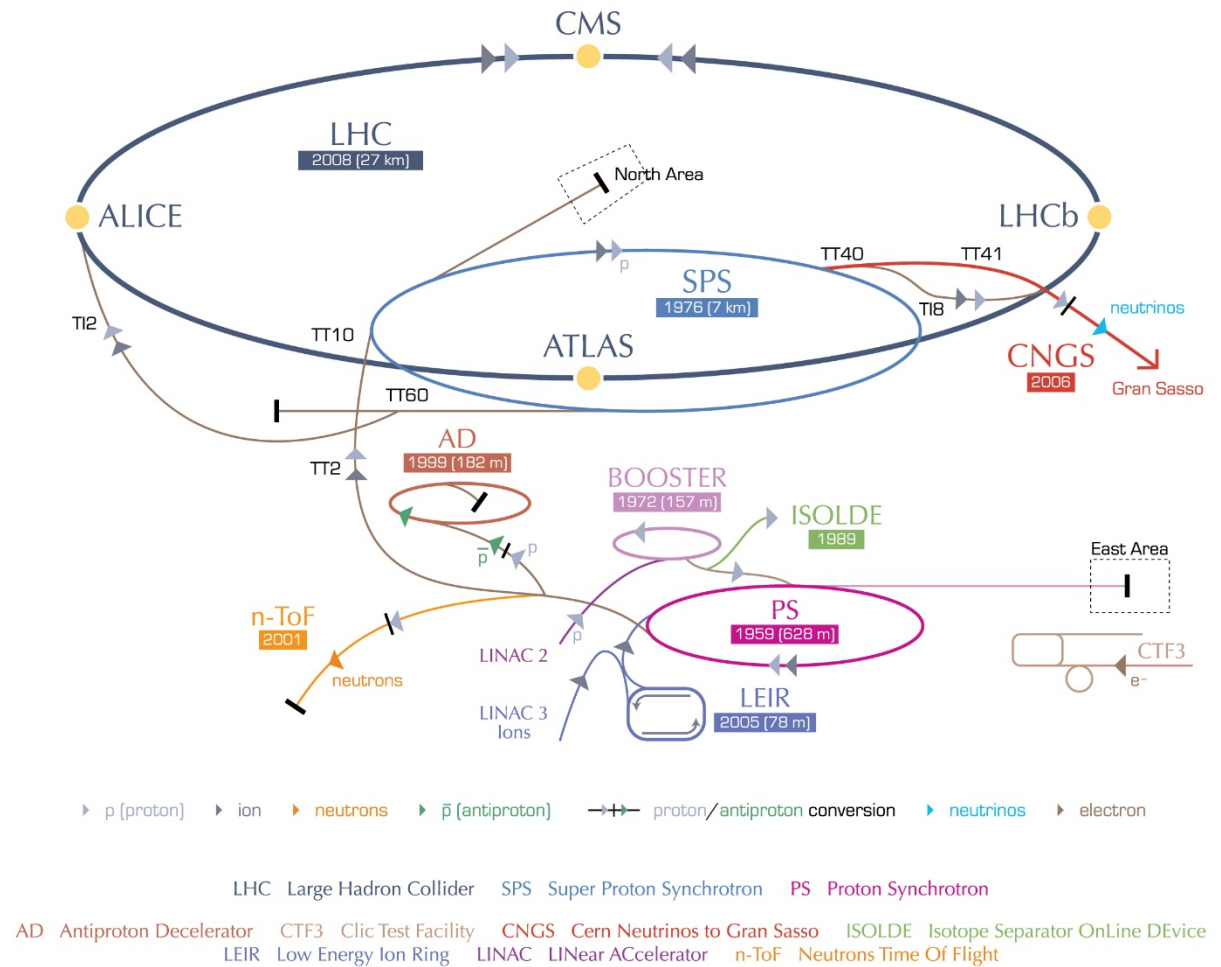 CMS
LHC
2008 (27 km)
North Area
ALICE
LHCb
TT40
TT41
p
SPS
1976 (7 km)
TI8
neutrinos
TI2
TT10
ATLAS
CNGS
2006
Gran Sasso
TT60
AD
1999 (182 m)
TT2
BOOSTER
1972 (157 m)
ISOLDE
1989
p̅
p
East Area
n-ToF
2001
PS
1959 (628 m)
p
LINAC 2
neutrons
CTF3
e⁻
LEIR
2005 (78 m)
LINAC 3
Ions
p (proton) ion neutrons p̅ (antiproton) proton/antiproton conversion neutrinos electron
LHC Large Hadron Collider SPS Super Proton Synchrotron PS Proton Synchrotron
AD Antiproton Decelerator CTF3 Clic Test Facility CNGS Cern Neutrinos to Gran Sasso ISOLDE Isotope Separator OnLine DEvice
LEIR Low Energy Ion Ring LINAC LINear ACcelerator n-ToF Neutrons Time Of Flight